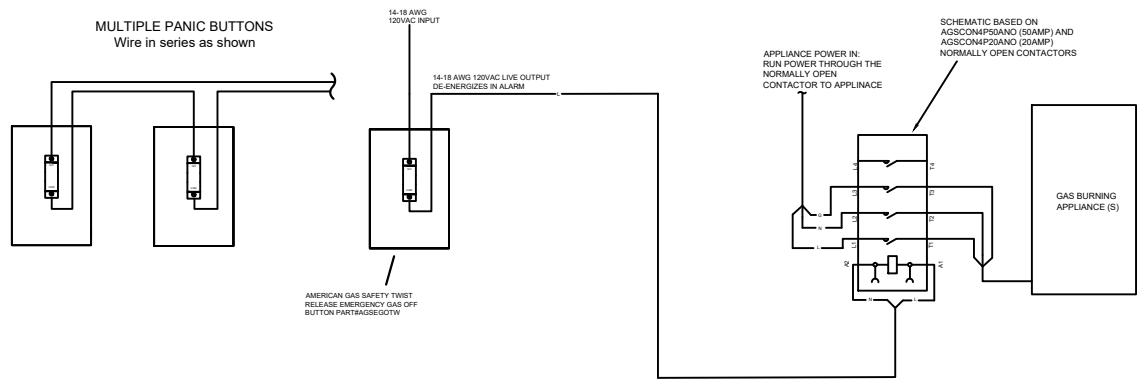 MULTIPLE PANIC BUTTONS
Wire in series as shown
14-18 AWG
120VAC INPUT
14-18 AWG 120VAC LIVE OUTPUT
DE-ENERGIZES IN ALARM
L
AMERICAN GAS SAFETY TWIST
RELEASE EMERGENCY GAS OFF
BUTTON PART#AGSEGOTW
APPLIANCE POWER IN:
RUN POWER THROUGH THE
NORMALLY OPEN
CONTACTOR TO APPLINACE
SCHEMATIC BASED ON
AGSCON4P50ANO (50AMP) AND
AGSCON4P20ANO (20AMP)
NORMALLY OPEN CONTACTORS
L4
T4
L3
T3
G
L2
T2
N
L1
T1
L
A2
A1
N
L
GAS BURNING
APPLIANCE (S)